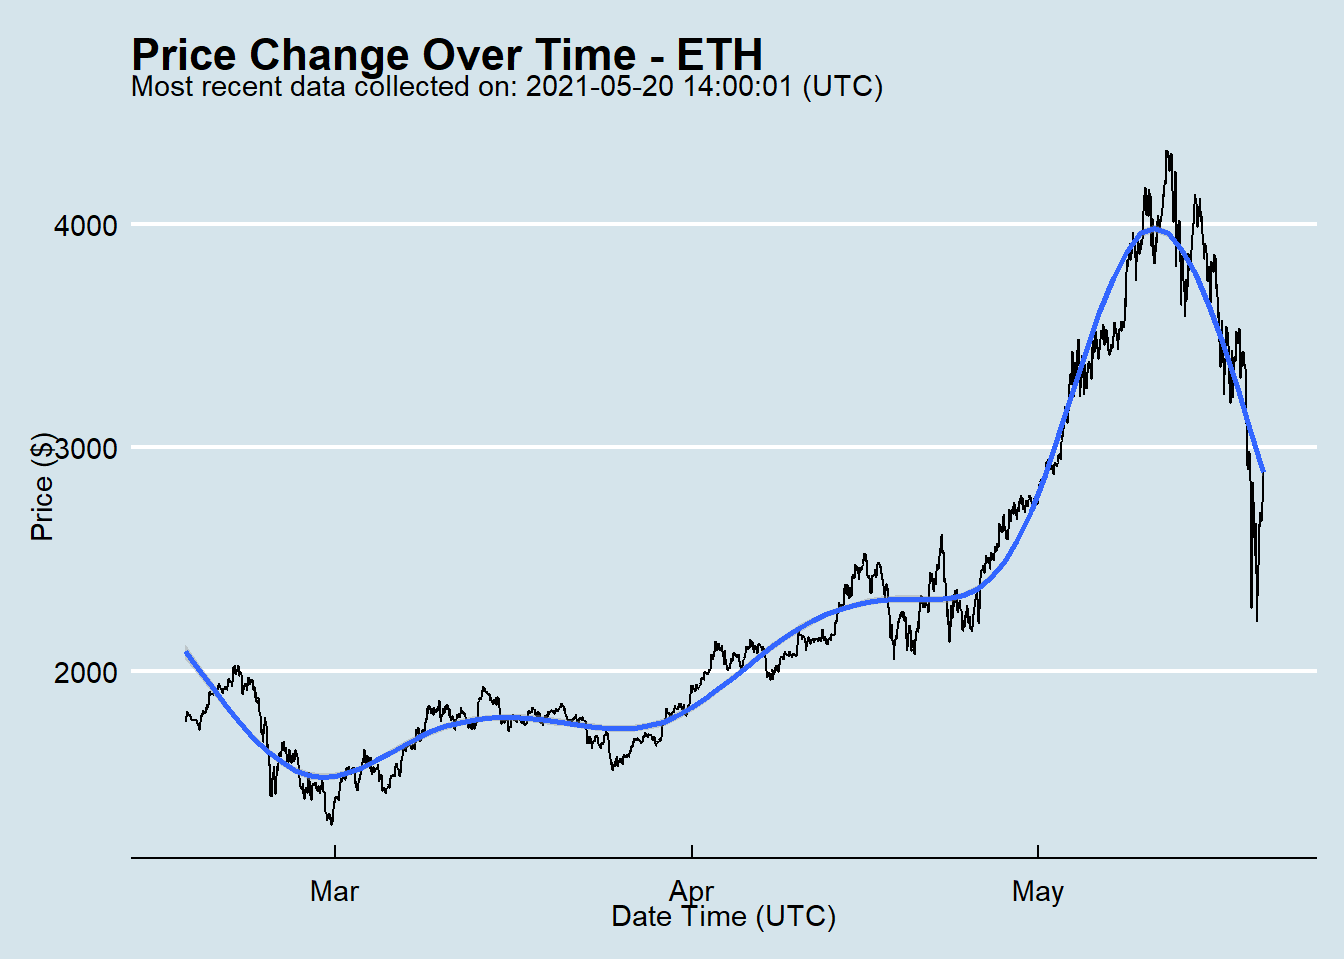 Price Change Over Time - ETH
Most recent data collected on: 2021-05-20 14:00:01 (UTC)
4000
3000
2000
Price ($)
Mar
Apr
May
Date Time (UTC)